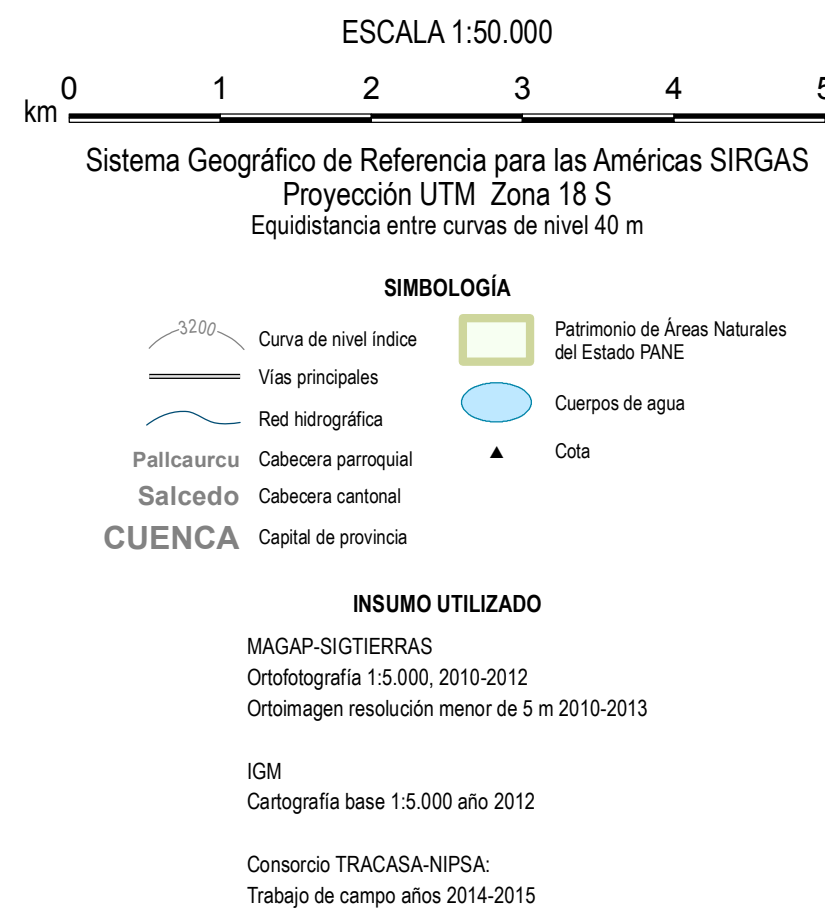 ESCALA 1:50.000
0 1 2 3 4 5
km
Sistema Geográfico de Referencia para las Américas SIRGAS
Proyección UTM Zona 18 S
Equidistancia entre curvas de nivel 40 m
SIMBOLOGÍA
3200 Curva de nivel índice
Vías principales
Red hidrográfica
Pallcaurcu Cabecera parroquial
Salcedo Cabecera cantonal
CUENCA Capital de provincia
Patrimonio de Áreas Naturales
del Estado PANE
Cuerpos de agua
Cota
INSUMO UTILIZADO
MAGAP-SIGTIERRAS
Ortofotografía 1:5.000, 2010-2012
Ortoimagen resolución menor de 5 m 2010-2013
IGM
Cartografía base 1:5.000 año 2012
Consorcio TRACASA-NIPSA:
Trabajo de campo años 2014-2015